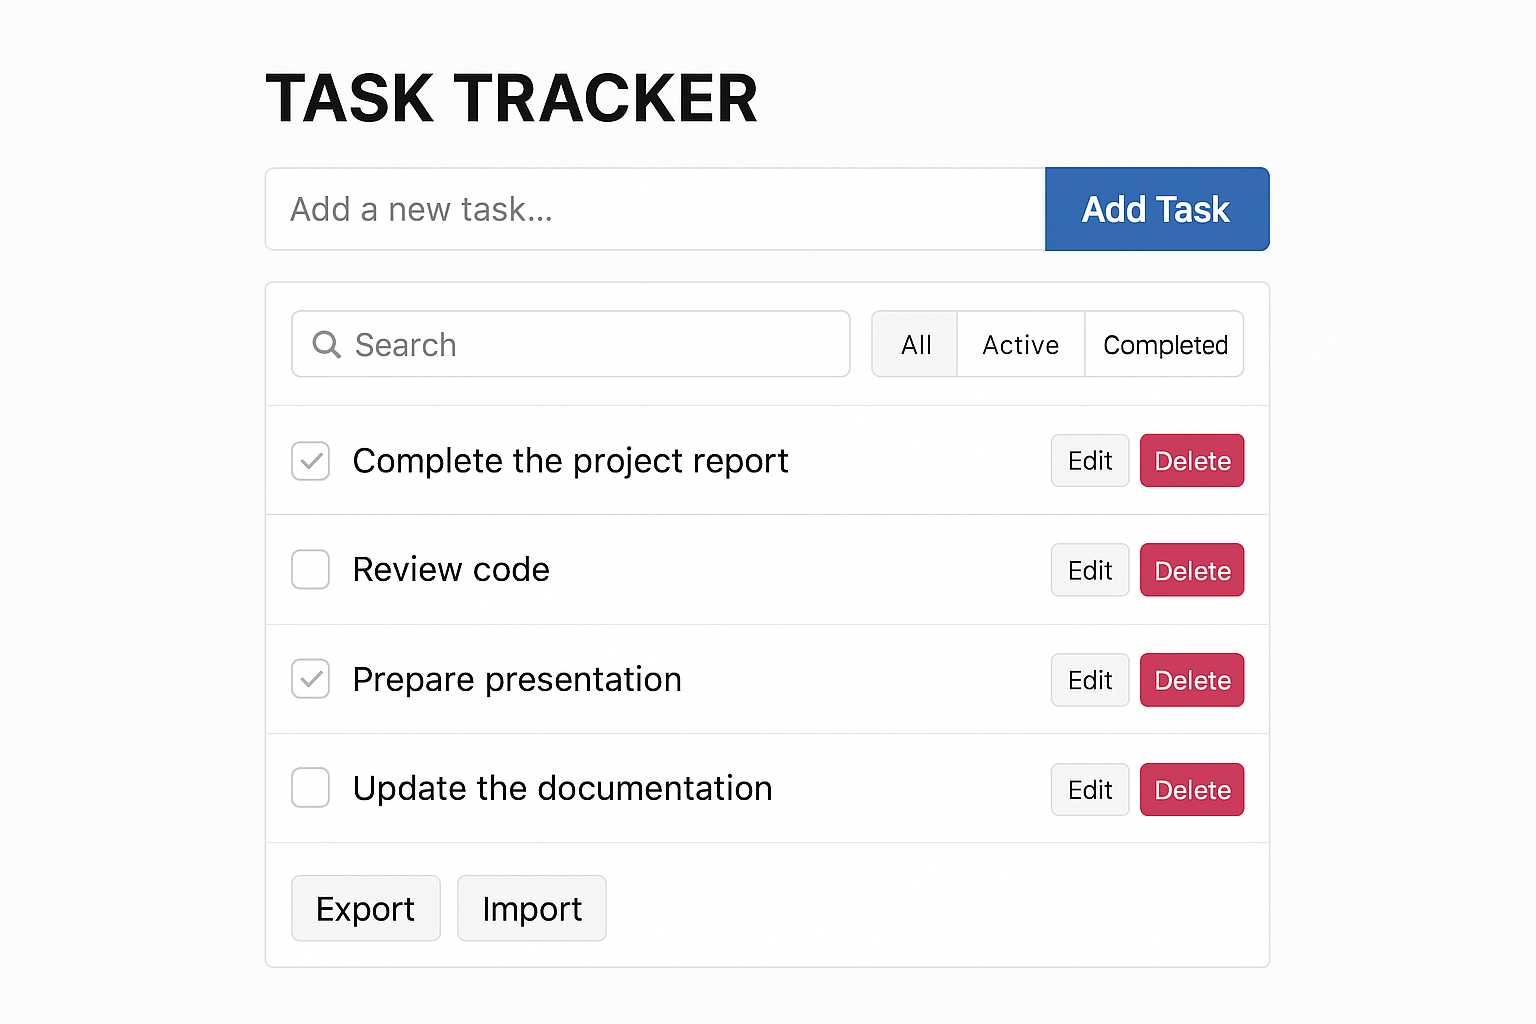 TASK TRACKER
Add a new task...
Add Task
Search
All
Active
Completed
Complete the project report
Edit
Delete
Review code
Edit
Delete
Prepare presentation
Edit
Delete
Update the documentation
Edit
Delete
Export
Import